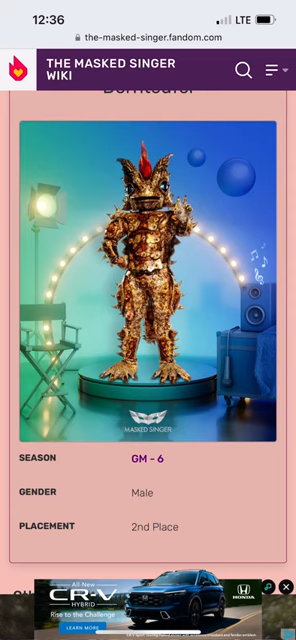 12:36
LTE
the-masked-singer.fandom.com
THE MASKED SINGER
WIKI
Dornteufel
MASKED SINGER
SEASON GM - 6
GENDER Male
PLACEMENT 2nd Place
All-New
CR-V
HYBRID
Rise to the Challenge
LEARN MORE
HONDA